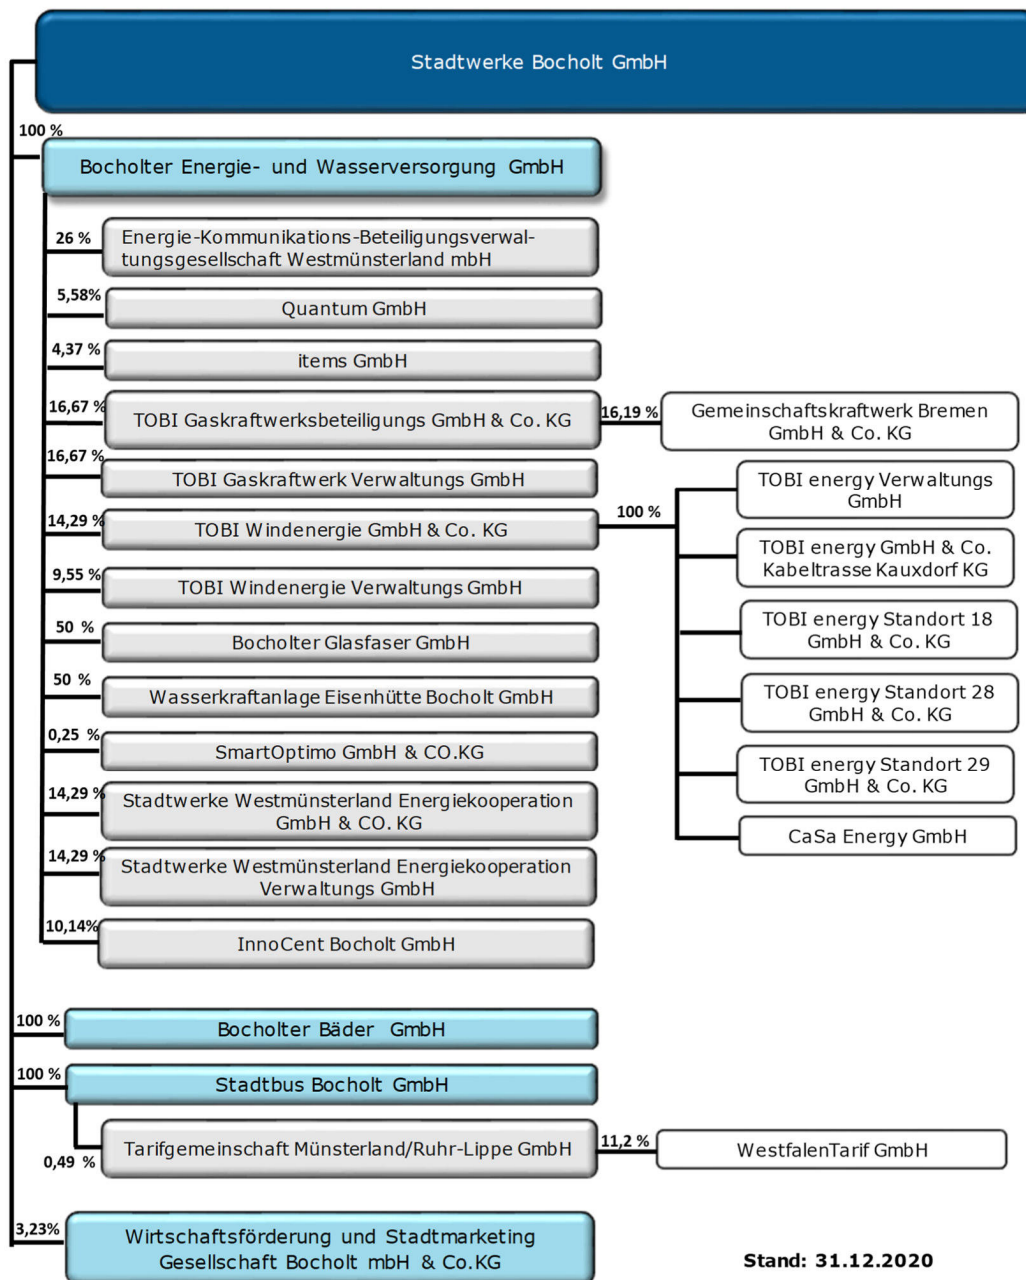 Stadtwerke Bocholt GmbH
100 %
Bocholter Energie- und Wasserversorgung GmbH
26 %
Energie-Kommunikations-Beteiligungsverwal-
tungsgesellschaft Westmünsterland mbH
5,58%
Quantum GmbH
4,37 %
items GmbH
16,67 %
TOBI Gaskraftwerksbeteiligungs GmbH & Co. KG
16,19 %
Gemeinschaftskraftwerk Bremen
GmbH & Co. KG
16,67 %
TOBI Gaskraftwerk Verwaltungs GmbH
14,29 %
TOBI Windenergie GmbH & Co. KG
100 %
TOBI energy Verwaltungs
GmbH
TOBI energy GmbH & Co.
Kabeltrasse Kauxdorf KG
TOBI energy Standort 18
GmbH & Co. KG
TOBI energy Standort 28
GmbH & Co. KG
TOBI energy Standort 29
GmbH & Co. KG
CaSa Energy GmbH
9,55 %
TOBI Windenergie Verwaltungs GmbH
50 %
Bocholter Glasfaser GmbH
50 %
Wasserkraftanlage Eisenhütte Bocholt GmbH
0,25 %
SmartOptimo GmbH & CO.KG
14,29 %
Stadtwerke Westmünsterland Energiekooperation
GmbH & CO. KG
14,29 %
Stadtwerke Westmünsterland Energiekooperation
Verwaltungs GmbH
10,14%
InnoCent Bocholt GmbH
100 %
Bocholter Bäder GmbH
100 %
Stadtbus Bocholt GmbH
0,49 %
Tarifgemeinschaft Münsterland/Ruhr-Lippe GmbH
11,2 %
WestfalenTarif GmbH
3,23%
Wirtschaftsförderung und Stadtmarketing
Gesellschaft Bocholt mbH & Co.KG
Stand: 31.12.2020